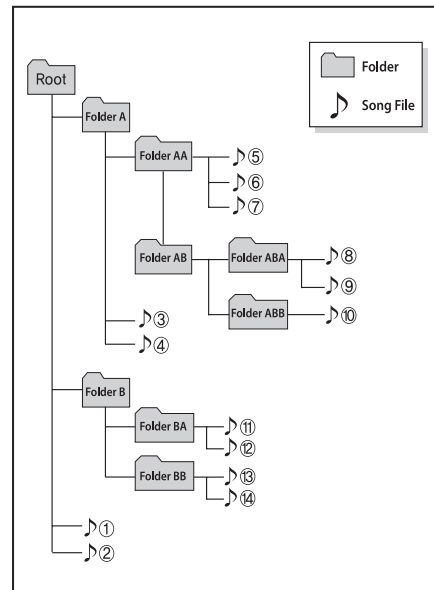 Root
Folder
Song File
Folder A
Folder AA
⑤
⑥
⑦
Folder AB
Folder ABA
⑧
⑨
Folder ABB
⑩
③
④
Folder B
Folder BA
⑪
⑫
Folder BB
⑬
⑭
①
②